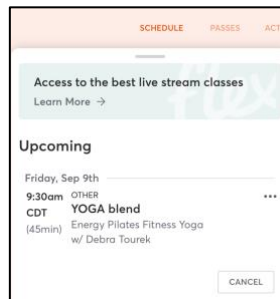 SCHEDULE PASSES ACT
Access to the best live stream classes
Learn More →
flex
Upcoming
Friday, Sep 9th
9:30am OTHER •••
CDT YOGA blend
(45min) Energy Pilates Fitness Yoga
w/ Debra Tourek
CANCEL